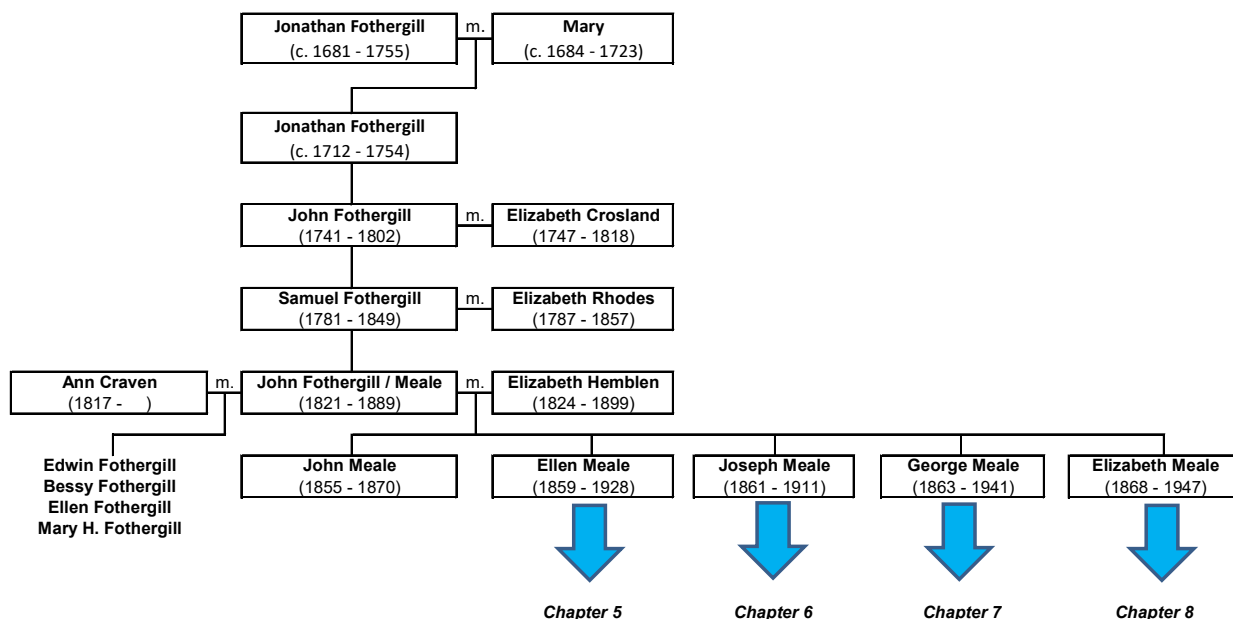 Jonathan Fothergill m. Mary
(c. 1681 - 1755) (c. 1684 - 1723)
Jonathan Fothergill
(c. 1712 - 1754)
John Fothergill m. Elizabeth Crosland
(1741 - 1802) (1747 - 1818)
Samuel Fothergill m. Elizabeth Rhodes
(1781 - 1849) (1787 - 1857)
Ann Craven m. John Fothergill / Meale m. Elizabeth Hemblen
(1817 - ) (1821 - 1889) (1824 - 1899)
Edwin Fothergill
Bessy Fothergill
Ellen Fothergill
Mary H. Fothergill
John Meale Ellen Meale Joseph Meale George Meale Elizabeth Meale
(1855 - 1870) (1859 - 1928) (1861 - 1911) (1863 - 1941) (1868 - 1947)
Chapter 5 Chapter 6 Chapter 7 Chapter 8